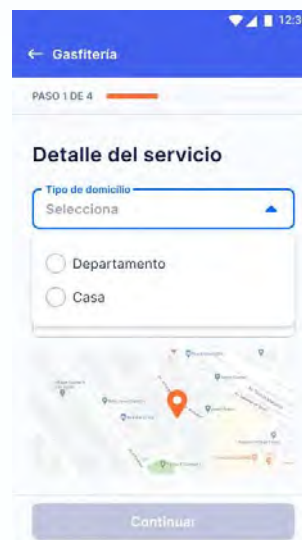 12:3
← Gasfitería
PASO 1 DE 4
Detalle del servicio
Tipo de domicilio
Selecciona
Departamento
Casa
Continuar